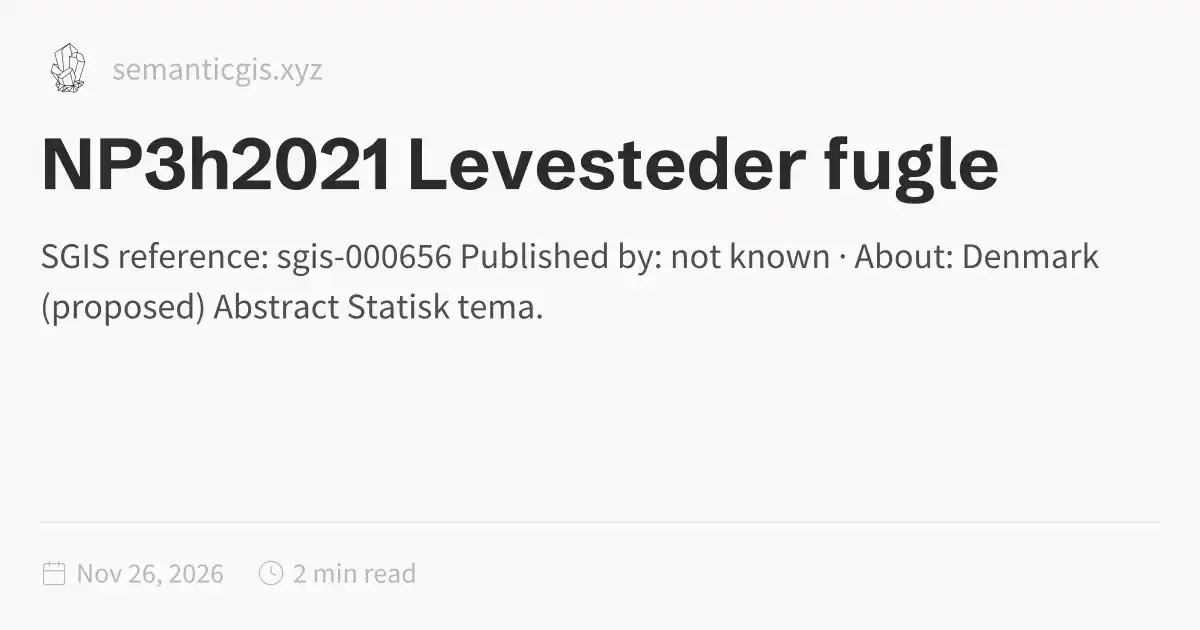 semanticgis.xyz
NP3h2021 Levesteder fugle
SGIS reference: sgis-000656 Published by: not known · About: Denmark
(proposed) Abstract Statisk tema.
Nov 26, 2026 2 min read